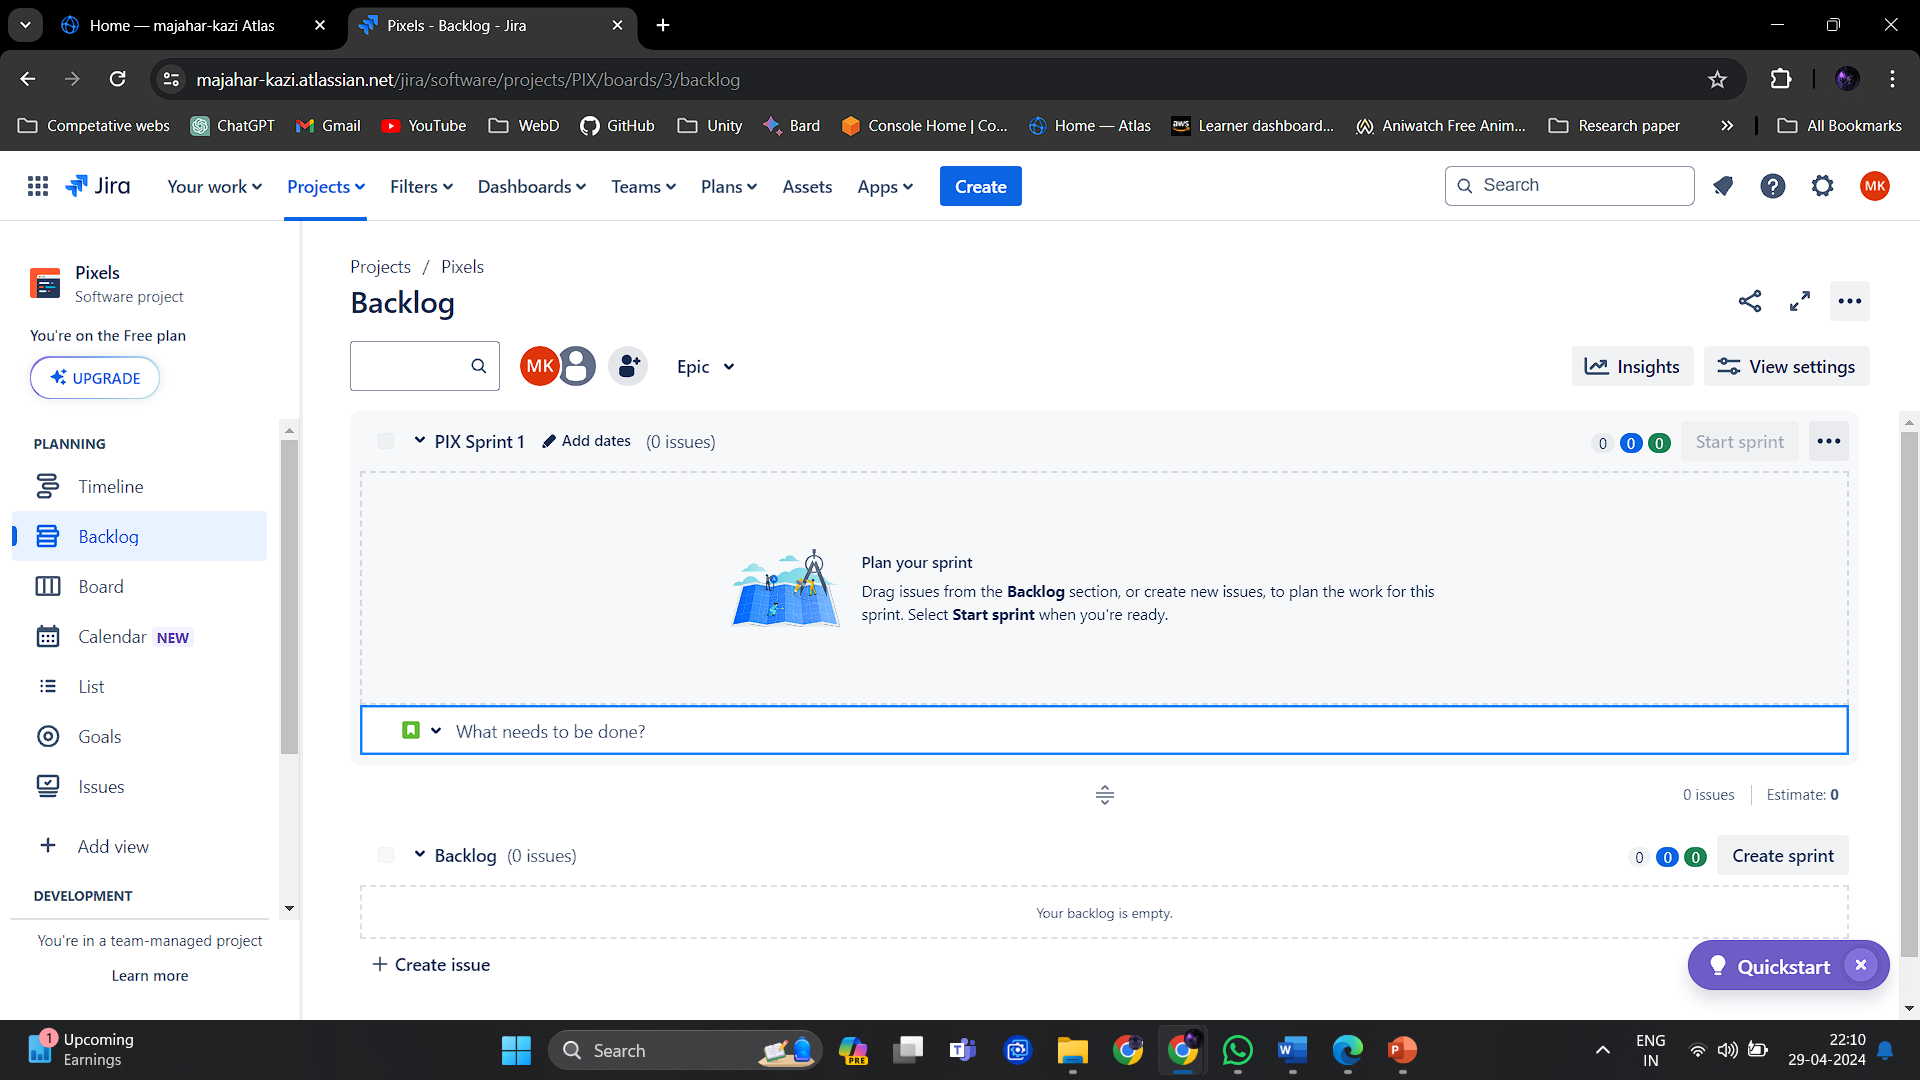 Home — majahar-kazi Atlas
Pixels - Backlog - Jira
majahar-kazi.atlassian.net/jira/software/projects/PIX/boards/3/backlog
Competative webs
ChatGPT
Gmail
YouTube
WebD
GitHub
Unity
Bard
Console Home | Co...
Home — Atlas
aws
Learner dashboard...
Aniwatch Free Anim...
Research paper
All Bookmarks
Jira
Your work
Projects
Filters
Dashboards
Teams
Plans
Assets
Apps
Create
Search
MK
Pixels
Software project
You're on the Free plan
UPGRADE
PLANNING
Timeline
Backlog
Board
Calendar NEW
List
Goals
Issues
Add view
DEVELOPMENT
You're in a team-managed project
Learn more
Projects / Pixels
Backlog
MK
Epic
Insights
View settings
PIX Sprint 1 Add dates (0 issues)
0 0 0
Start sprint
Plan your sprint
Drag issues from the Backlog section, or create new issues, to plan the work for this
sprint. Select Start sprint when you're ready.
What needs to be done?
0 issues
Estimate: 0
Backlog (0 issues)
0 0 0
Create sprint
Your backlog is empty.
+ Create issue
Quickstart
1
Upcoming
Earnings
Search
PRE
ENG
IN
22:10
29-04-2024